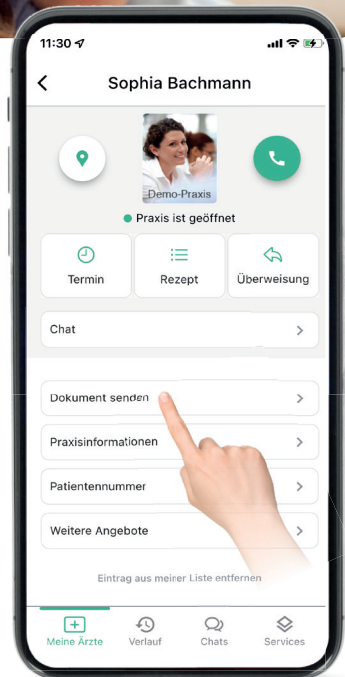 11:30
Sophia Bachmann
Demo-Praxis
Praxis ist geöffnet
Termin
Rezept
Überweisung
Chat
Dokument senden
Praxisinformationen
Patientennummer
Weitere Angebote
Eintrag aus meiner Liste entfernen
Meine Ärzte
Verlauf
Chats
Services